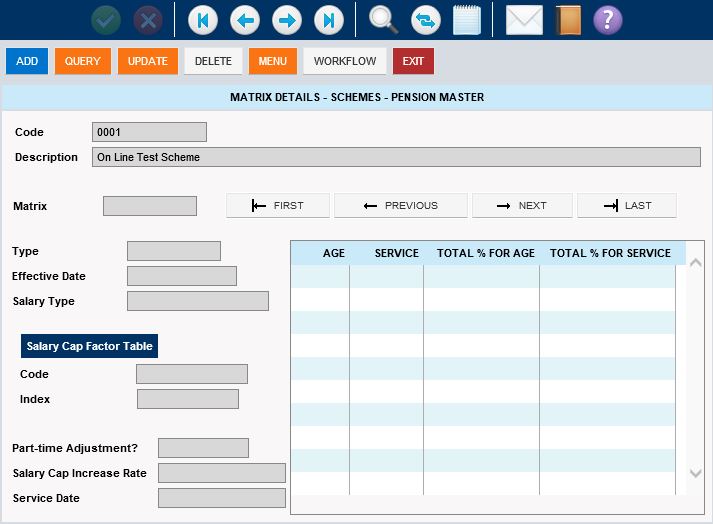 ?
ADD QUERY UPDATE DELETE MENU WORKFLOW EXIT
MATRIX DETAILS - SCHEMES - PENSION MASTER
Code 0001
Description On Line Test Scheme
Matrix FIRST PREVIOUS NEXT LAST
Type
Effective Date
Salary Type
AGE SERVICE TOTAL % FOR AGE TOTAL % FOR SERVICE
Salary Cap Factor Table
Code
Index
Part-time Adjustment?
Salary Cap Increase Rate
Service Date